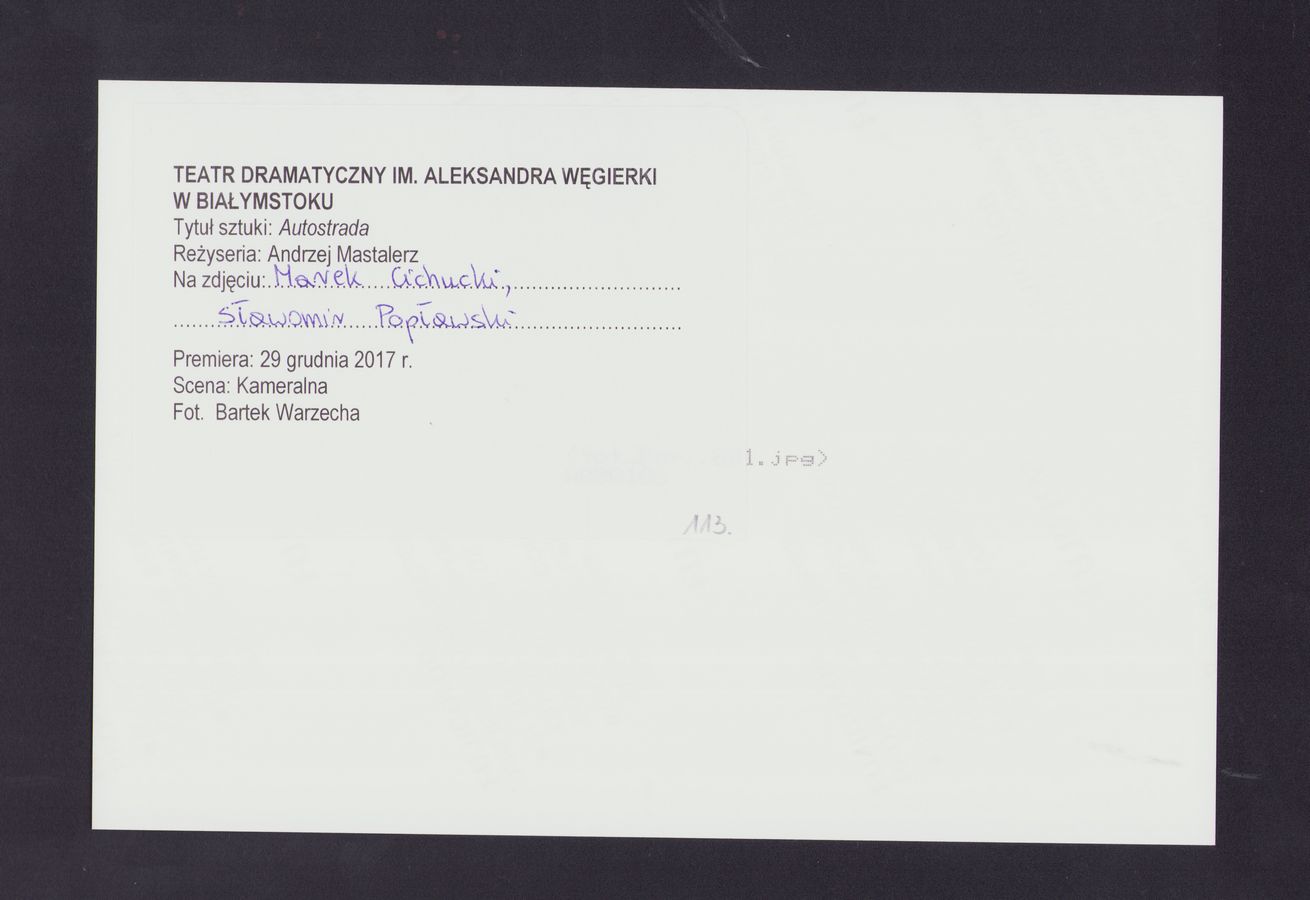 TEATR DRAMATYCZNY IM. ALEKSANDRA WĘGIERKI
W BIAŁYMSTOKU
Tytuł sztuki: Autostrada
Reżyseria: Andrzej Mastalerz
Na zdjęciu: Marek Cichucki,
Sławomir Popławski
Premiera: 29 grudnia 2017 r.
Scena: Kameralna
Fot. Bartek Warzecha
1.jpg>
113.